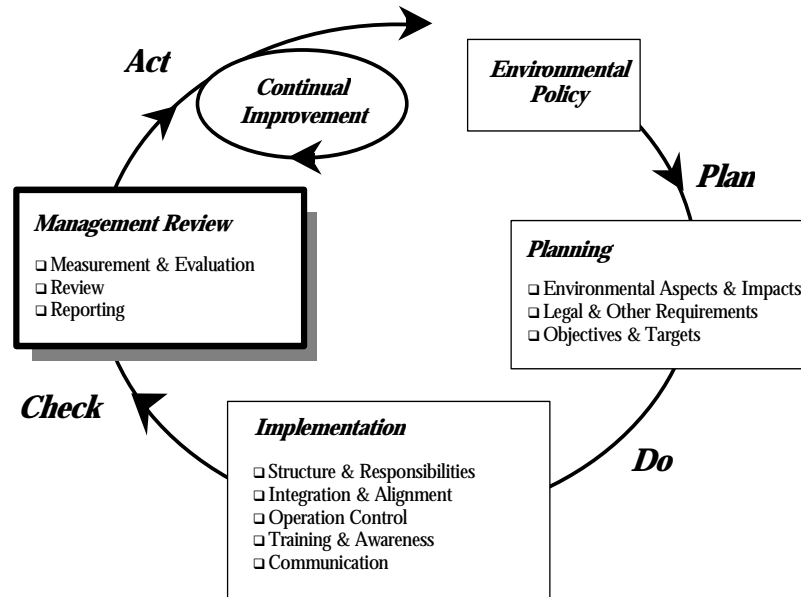 Act
Continual
Improvement
Environmental
Policy
Plan
Management Review
❑ Measurement & Evaluation
❑ Review
❑ Reporting
Planning
❑ Environmental Aspects & Impacts
❑ Legal & Other Requirements
❑ Objectives & Targets
Check
Implementation
❑ Structure & Responsibilities
❑ Integration & Alignment
❑ Operation Control
❑ Training & Awareness
❑ Communication
Do